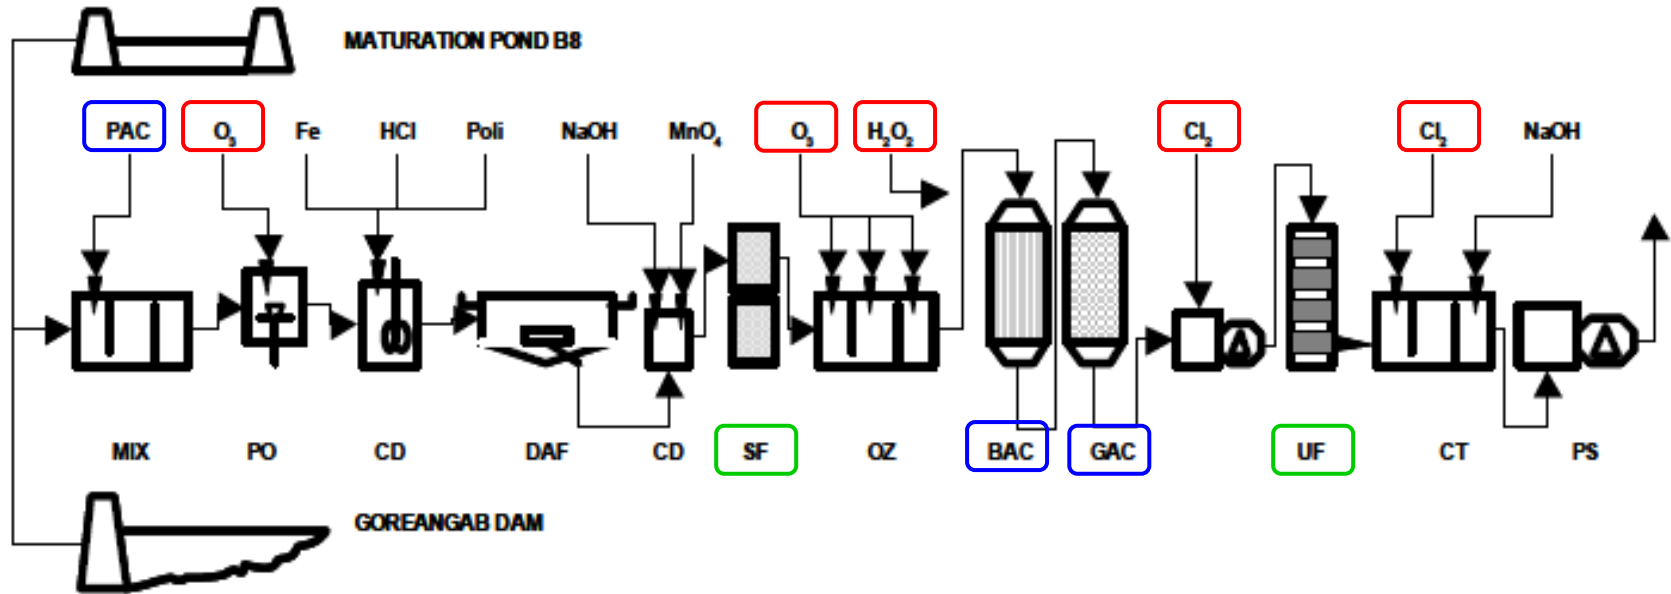 MATURATION POND B8
PAC O₃ Fe HCl Poli NaOH MnO₄ O₃ H₂O₂ Cl₂ Cl₂ NaOH
MIX PO CD DAF CD SF OZ BAC GAC UF CT PS
GOREANGAB DAM